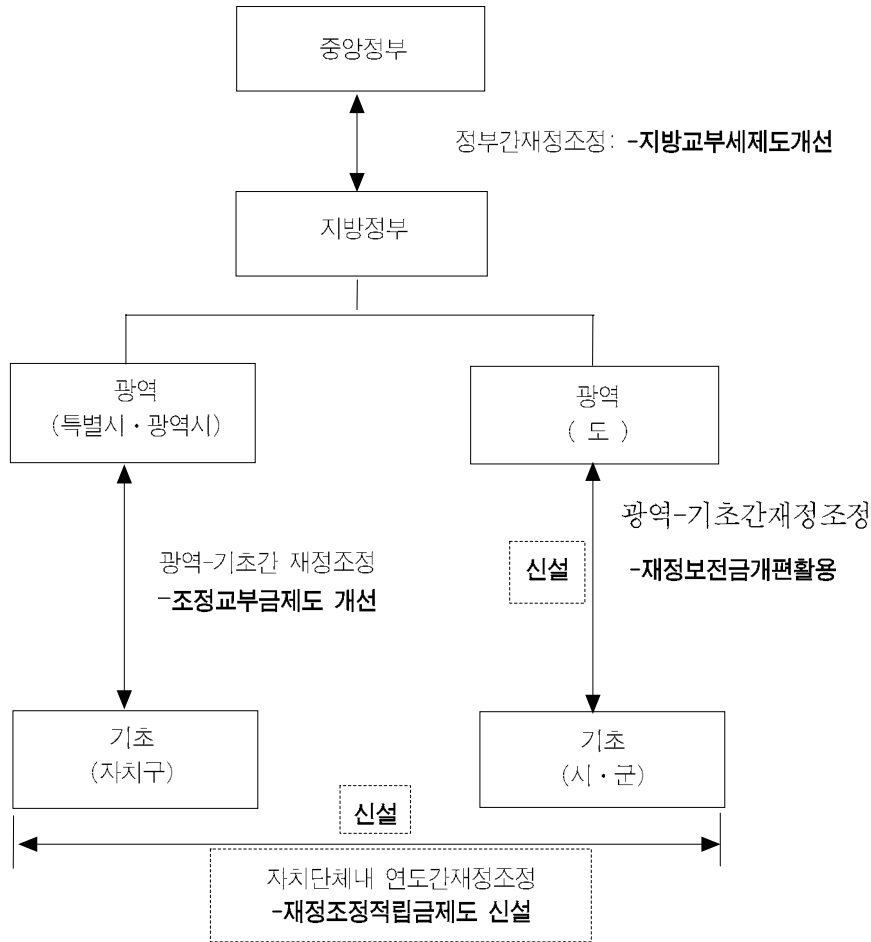 중앙정부
정부간재정조정: -지방교부세제도개선
지방정부
광역
(특별시·광역시)
광역
( 도 )
광역-기초간 재정조정
-조정교부금제도 개선
신설
광역-기초간재정조정
-재정보전금개편활용
기초
(자치구)
기초
(시·군)
신설
자치단체내 연도간재정조정
-재정조정적립금제도 신설